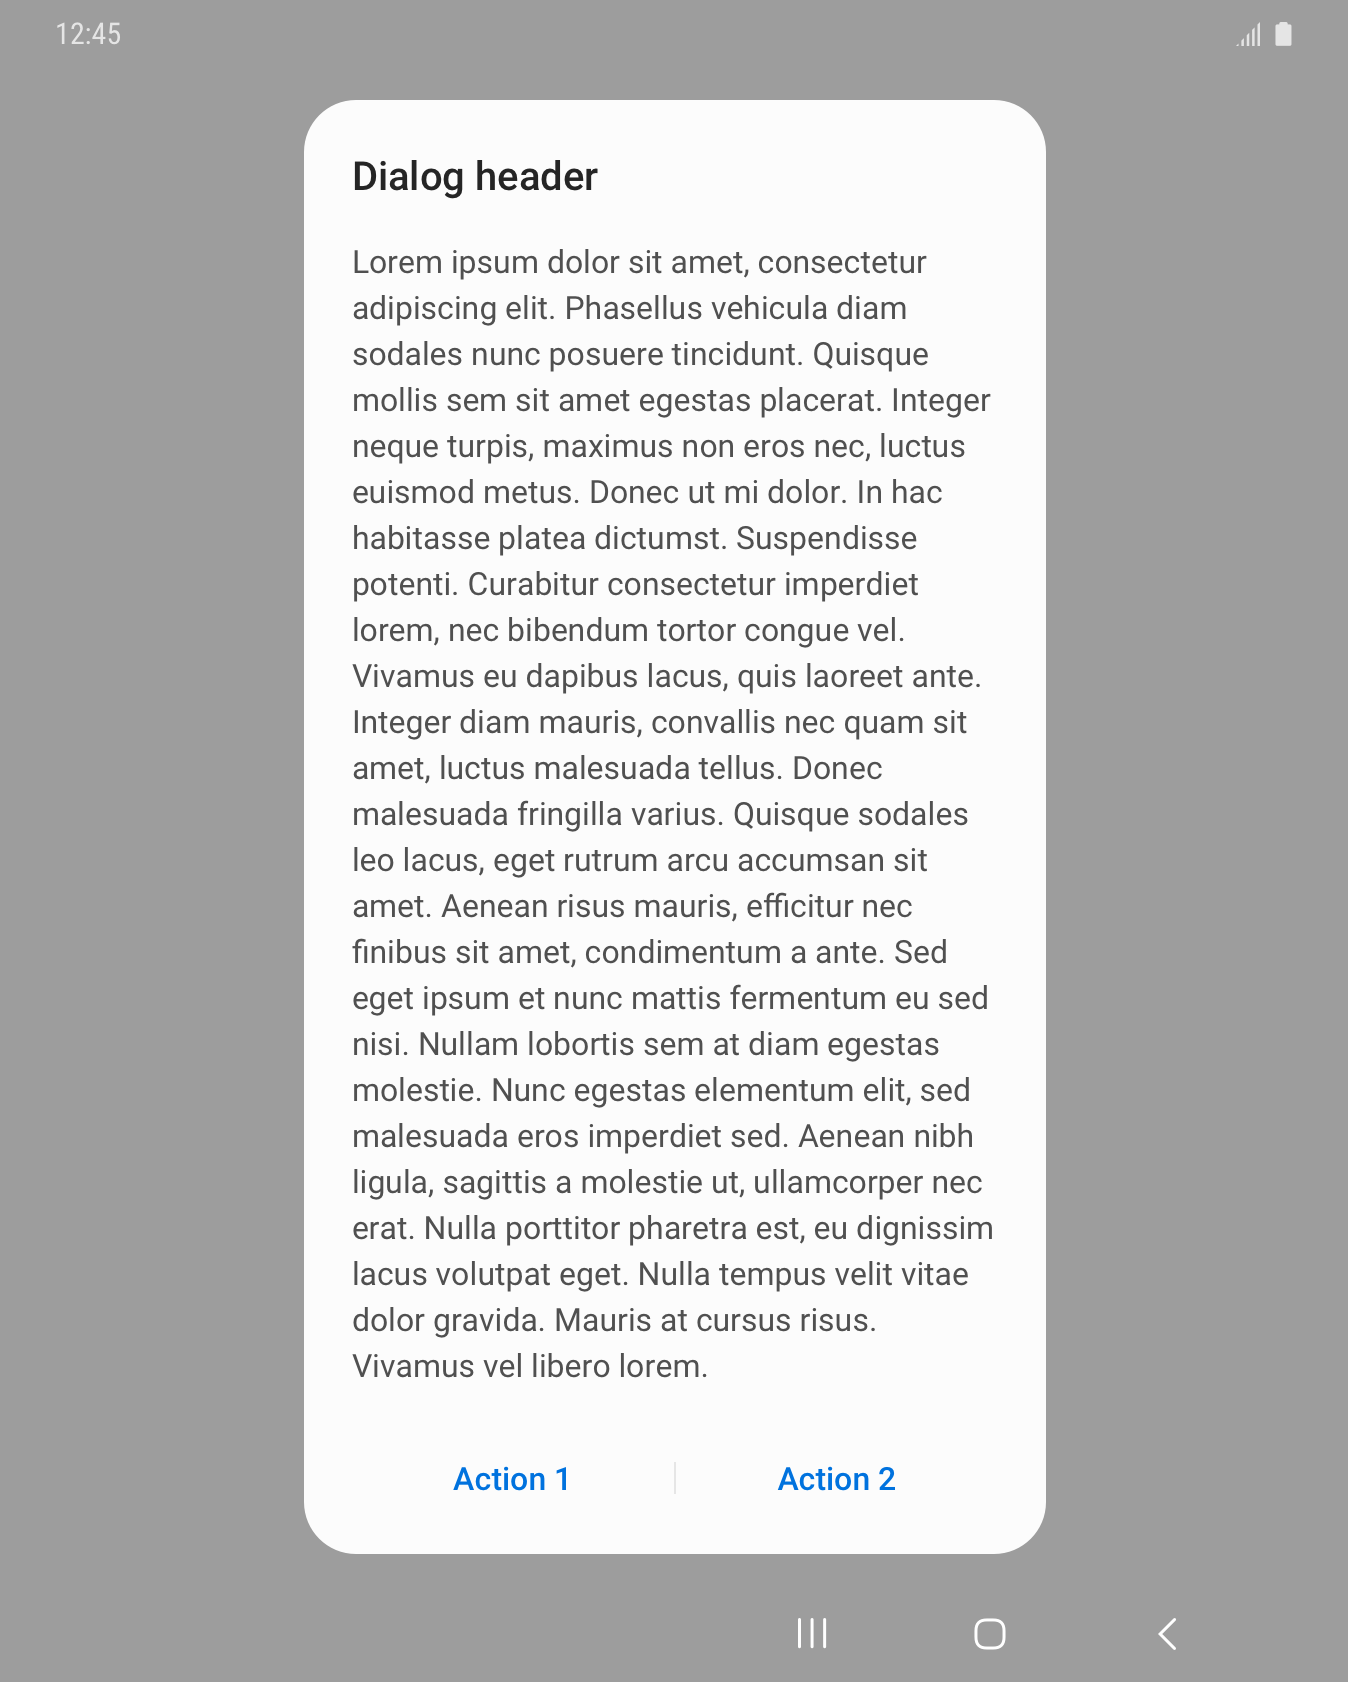 12:45
Dialog header
Lorem ipsum dolor sit amet, consectetur
adipiscing elit. Phasellus vehicula diam
sodales nunc posuere tincidunt. Quisque
mollis sem sit amet egestas placerat. Integer
neque turpis, maximus non eros nec, luctus
euismod metus. Donec ut mi dolor. In hac
habitasse platea dictumst. Suspendisse
potenti. Curabitur consectetur imperdiet
lorem, nec bibendum tortor congue vel.
Vivamus eu dapibus lacus, quis laoreet ante.
Integer diam mauris, convallis nec quam sit
amet, luctus malesuada tellus. Donec
malesuada fringilla varius. Quisque sodales
leo lacus, eget rutrum arcu accumsan sit
amet. Aenean risus mauris, efficitur nec
finibus sit amet, condimentum a ante. Sed
eget ipsum et nunc mattis fermentum eu sed
nisi. Nullam lobortis sem at diam egestas
molestie. Nunc egestas elementum elit, sed
malesuada eros imperdiet sed. Aenean nibh
ligula, sagittis a molestie ut, ullamcorper nec
erat. Nulla porttitor pharetra est, eu dignissim
lacus volutpat eget. Nulla tempus velit vitae
dolor gravida. Mauris at cursus risus.
Vivamus vel libero lorem.
Action 1
Action 2